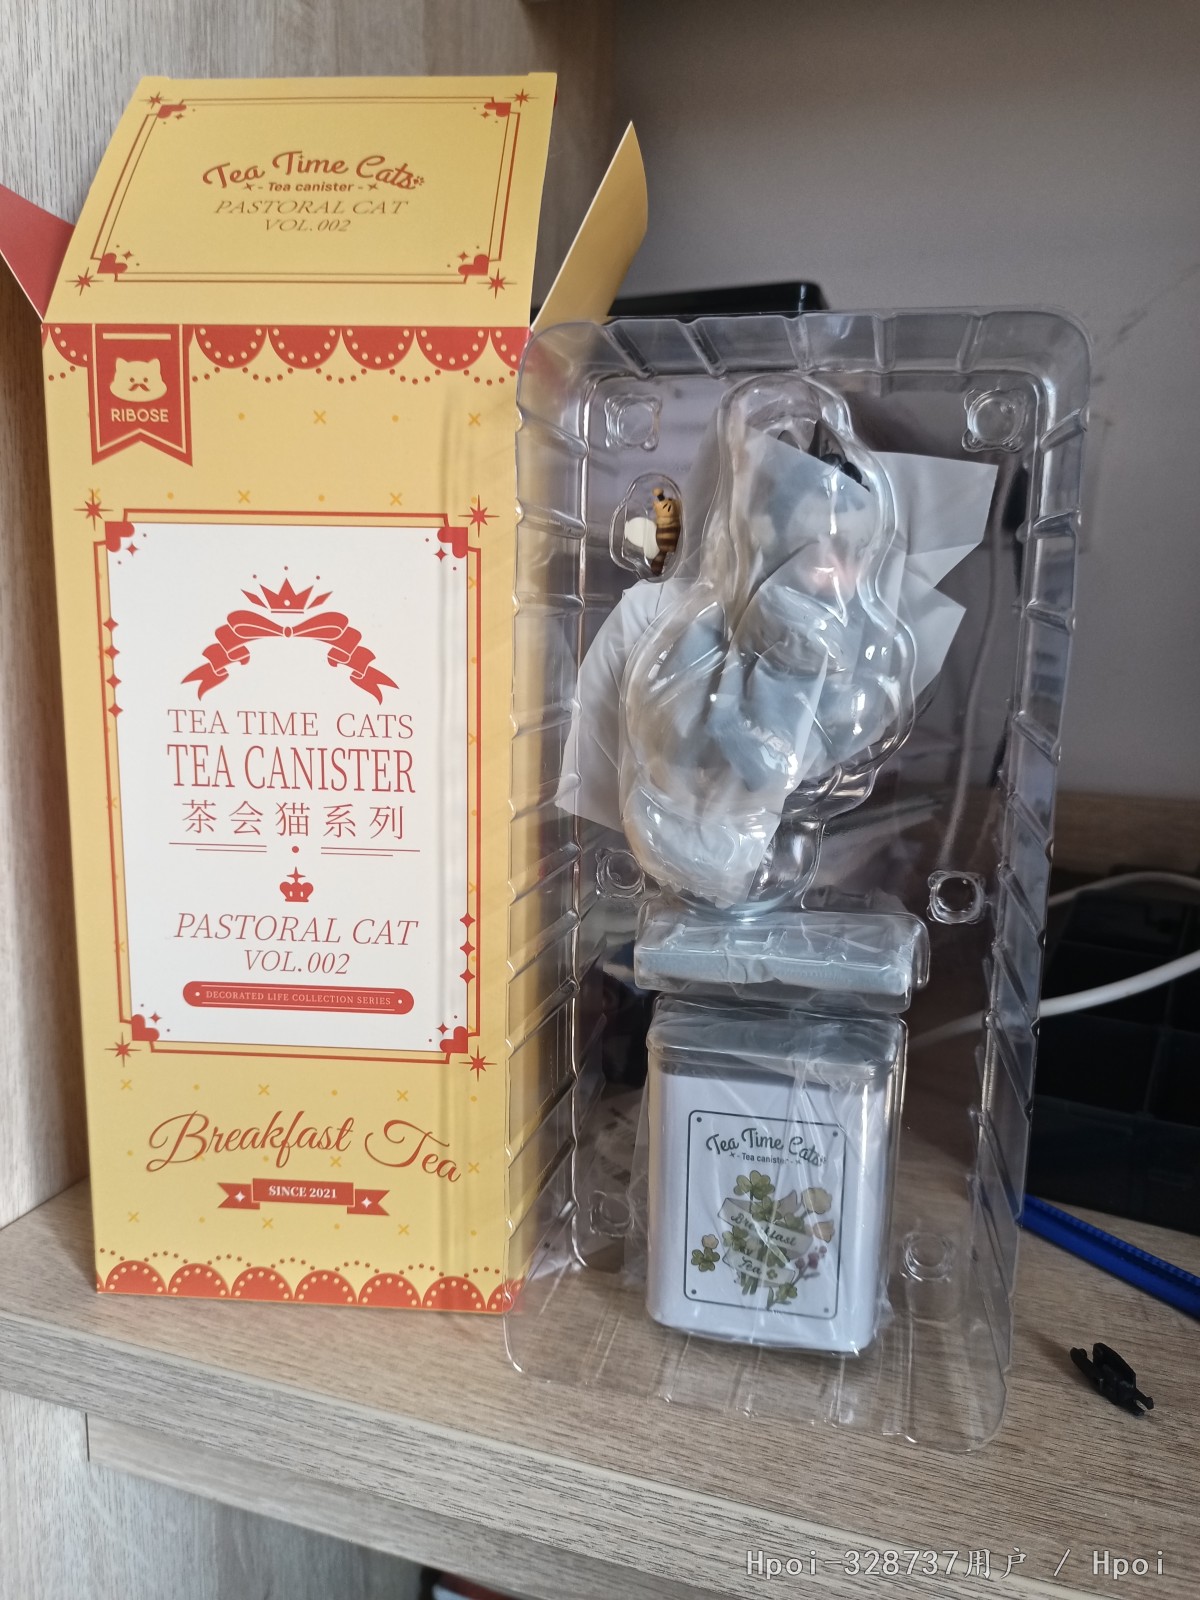 Tea Time Cats
- Tea canister -
PASTORAL CAT
VOL.002
RIBOSE
TEA TIME CATS
TEA CANISTER
茶会猫系列
PASTORAL CAT
VOL.002
DECORATED LIFE COLLECTION SERIES
Breakfast Tea
SINCE 2021
Tea Time Cats
- Tea canister -
Breakfast
Tea
Hpoi-328737用户 / Hpoi